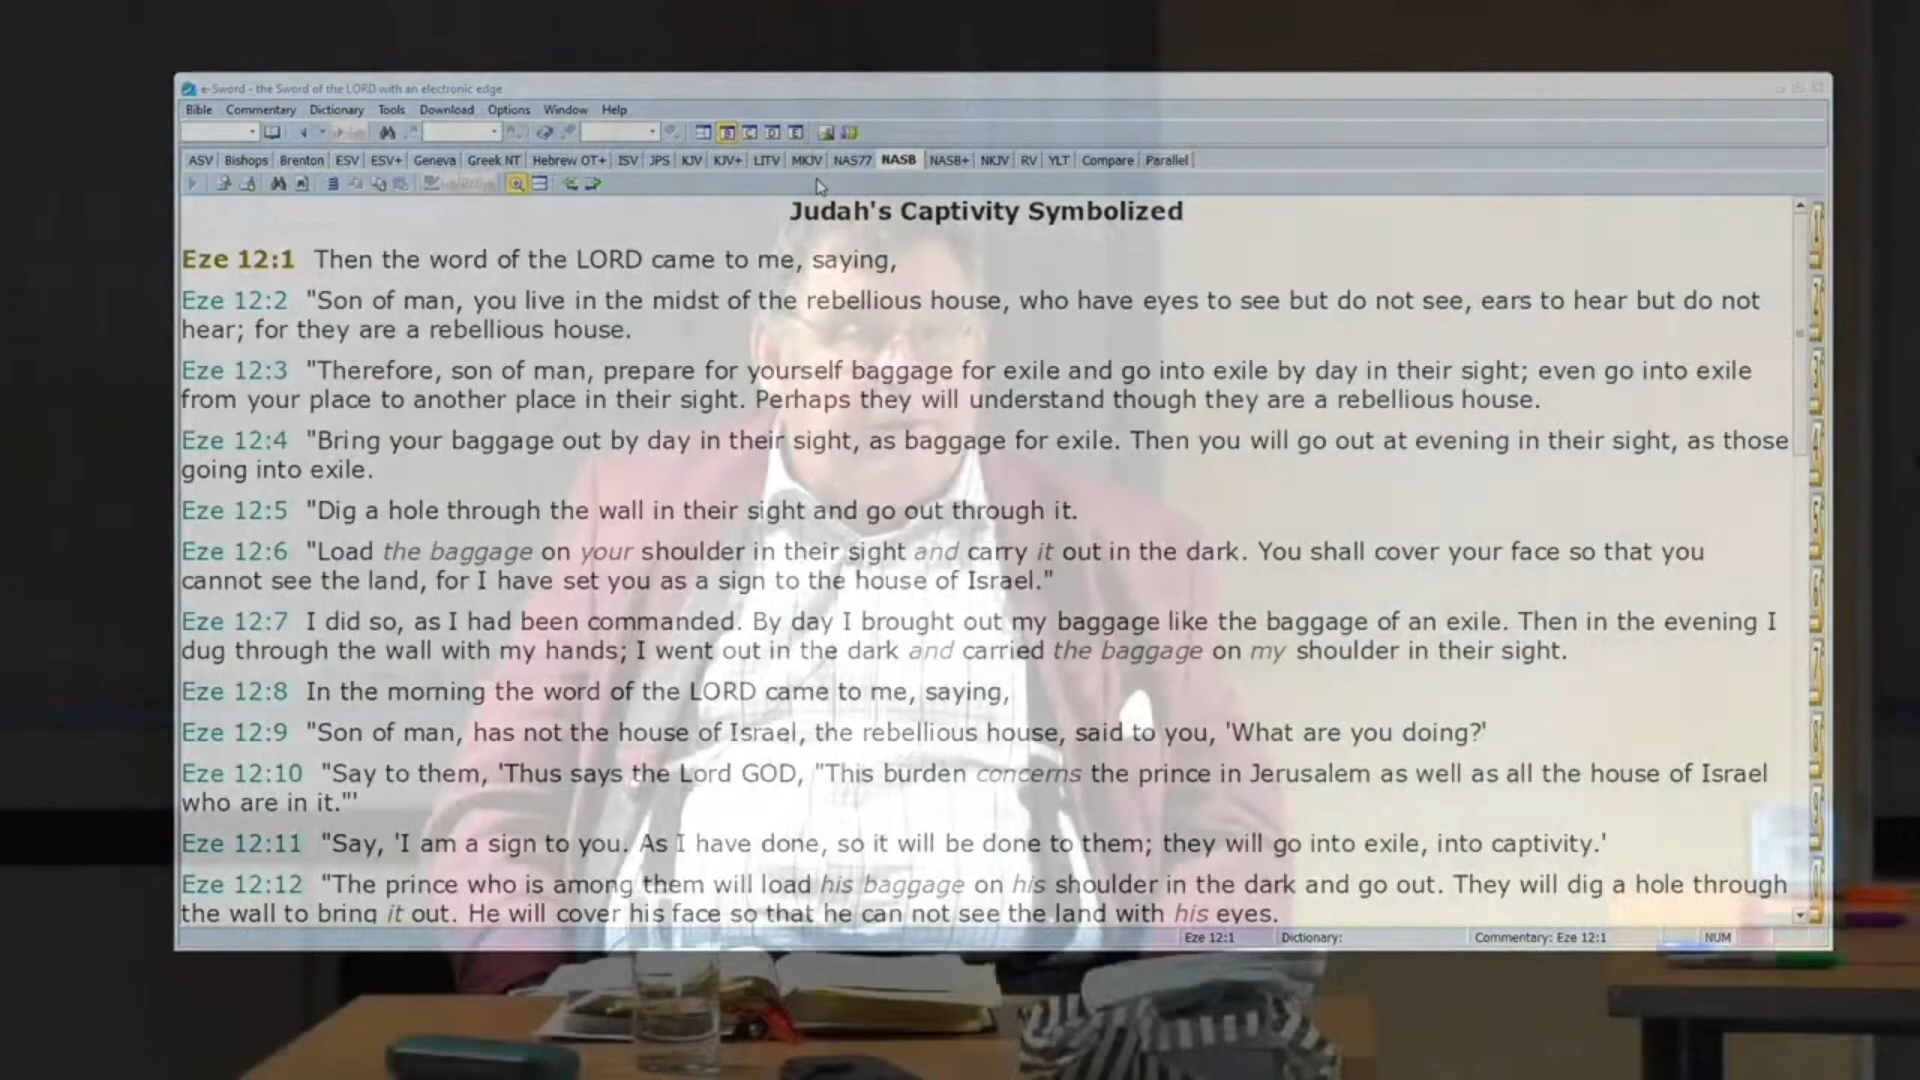 e-Sword - the Sword of the LORD with an electronic edge
Bible Commentary Dictionary Tools Download Options Window Help
ASV Bishops Brenton ESV ESV+ Geneva Greek NT Hebrew OT+ ISV JPS KJV KJV+ LITV MKJV NAS77 NASB NASB+ NKJV RV YLT Compare Parallel
Judah's Captivity Symbolized
Eze 12:1 Then the word of the LORD came to me, saying,
Eze 12:2 "Son of man, you live in the midst of the rebellious house, who have eyes to see but do not see, ears to hear but do not
hear; for they are a rebellious house.
Eze 12:3 "Therefore, son of man, prepare for yourself baggage for exile and go into exile by day in their sight; even go into exile
from your place to another place in their sight. Perhaps they will understand though they are a rebellious house.
Eze 12:4 "Bring your baggage out by day in their sight, as baggage for exile. Then you will go out at evening in their sight, as those
going into exile.
Eze 12:5 "Dig a hole through the wall in their sight and go out through it.
Eze 12:6 "Load the baggage on your shoulder in their sight and carry it out in the dark. You shall cover your face so that you
cannot see the land, for I have set you as a sign to the house of Israel."
Eze 12:7 I did so, as I had been commanded. By day I brought out my baggage like the baggage of an exile. Then in the evening I
dug through the wall with my hands; I went out in the dark and carried the baggage on my shoulder in their sight.
Eze 12:8 In the morning the word of the LORD came to me, saying,
Eze 12:9 "Son of man, has not the house of Israel, the rebellious house, said to you, 'What are you doing?'
Eze 12:10 "Say to them, 'Thus says the Lord GOD, "This burden concerns the prince in Jerusalem as well as all the house of Israel
who are in it."'
Eze 12:11 "Say, 'I am a sign to you. As I have done, so it will be done to them; they will go into exile, into captivity.'
Eze 12:12 "The prince who is among them will load his baggage on his shoulder in the dark and go out. They will dig a hole through
the wall to bring it out. He will cover his face so that he can not see the land with his eyes.
Eze 12:1 Dictionary: Commentary: Eze 12:1 NUM